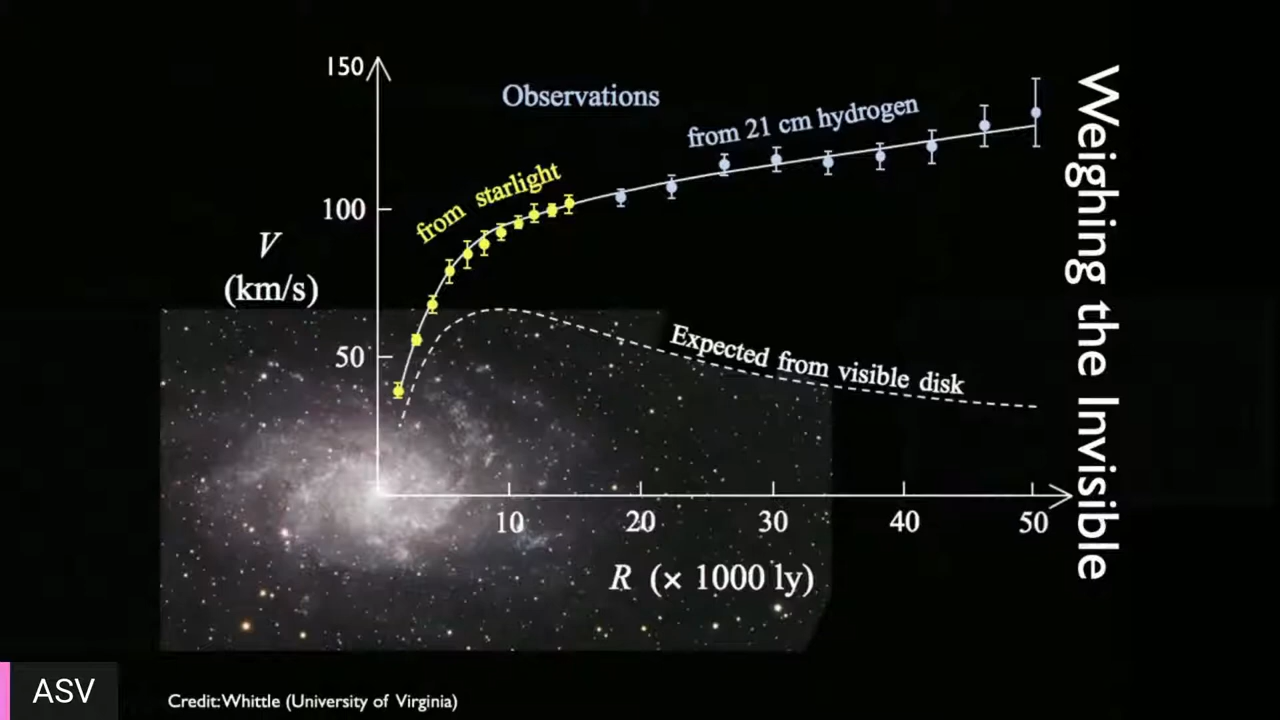 150
Observations
from 21 cm hydrogen
from starlight
100
V
(km/s)
50
Expected from visible disk
10 20 30 40 50
R (× 1000 ly)
Weighing the Invisible
ASV
Credit: Whittle (University of Virginia)